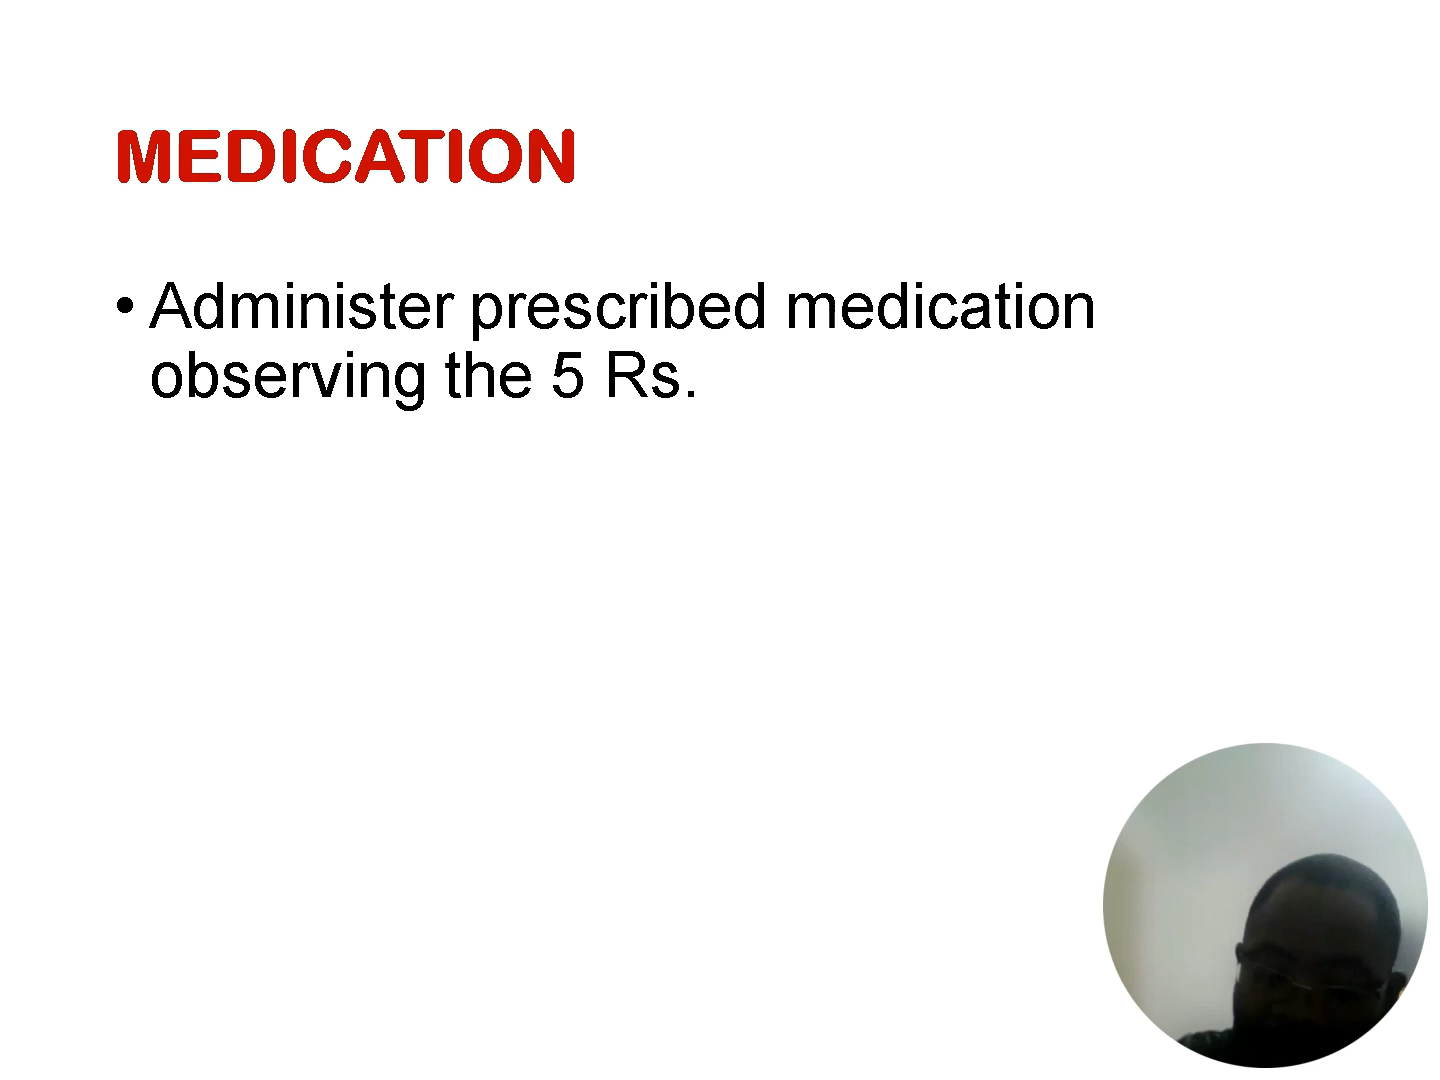 MEDICATION
• Administer prescribed medication
observing the 5 Rs.